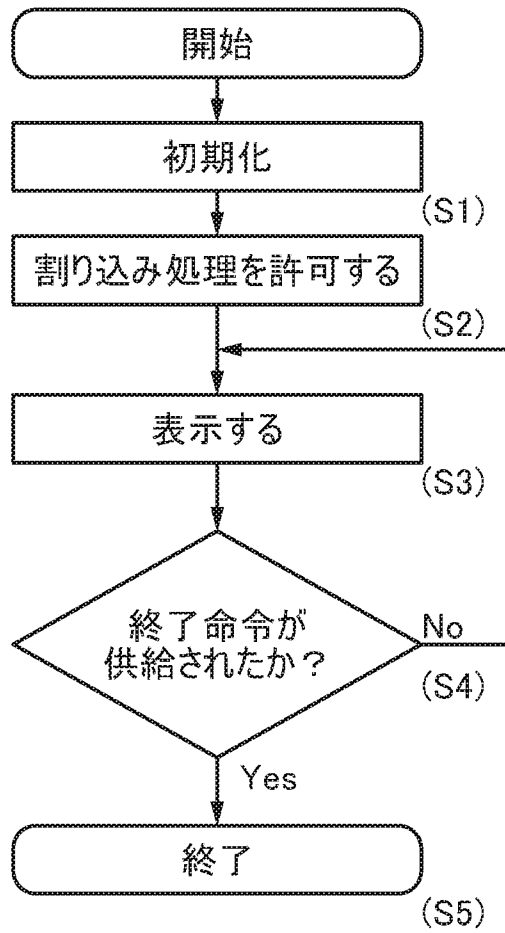 開始
初期化
(S1)
割り込み処理を許可する
(S2)
表示する
(S3)
終了命令が
供給されたか？
No
(S4)
Yes
終了
(S5)